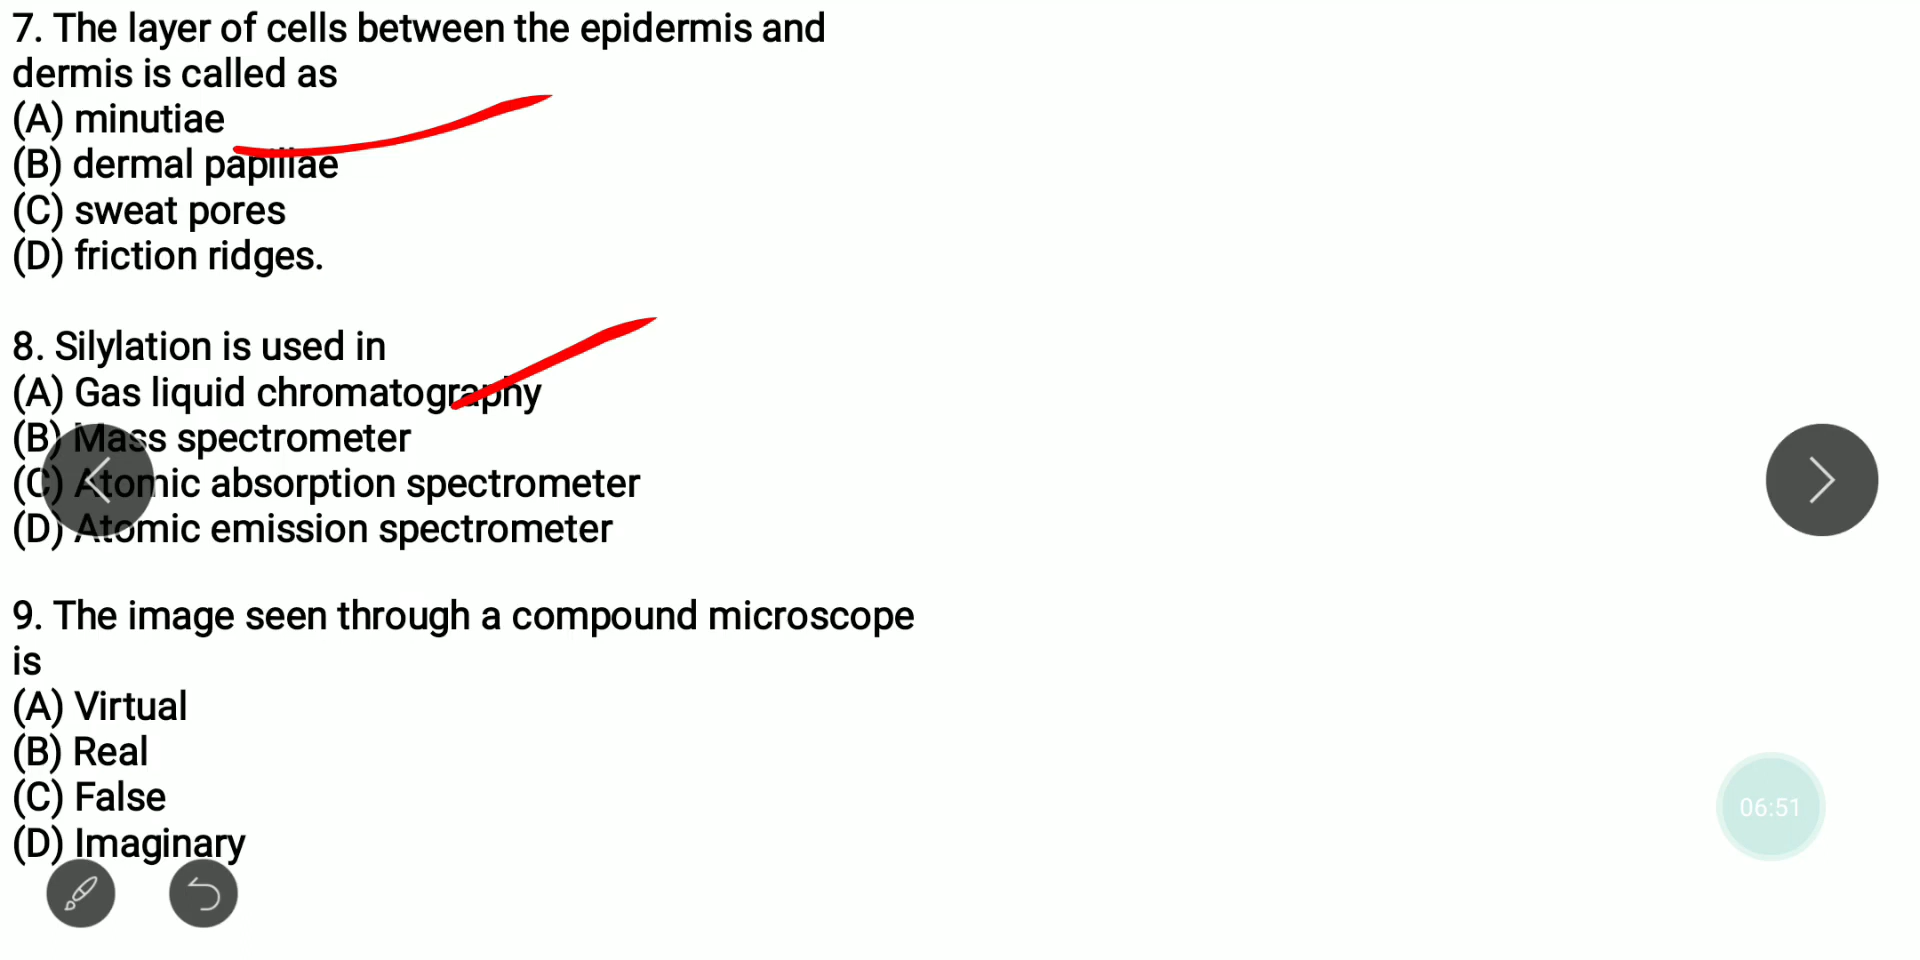 7. The layer of cells between the epidermis and
dermis is called as
(A) minutiae
(B) dermal papillae
(C) sweat pores
(D) friction ridges.
8. Silylation is used in
(A) Gas liquid chromatography
(B) Mass spectrometer
(C) Atomic absorption spectrometer
(D) Atomic emission spectrometer
9. The image seen through a compound microscope
is
(A) Virtual
(B) Real
(C) False
(D) Imaginary
06:51